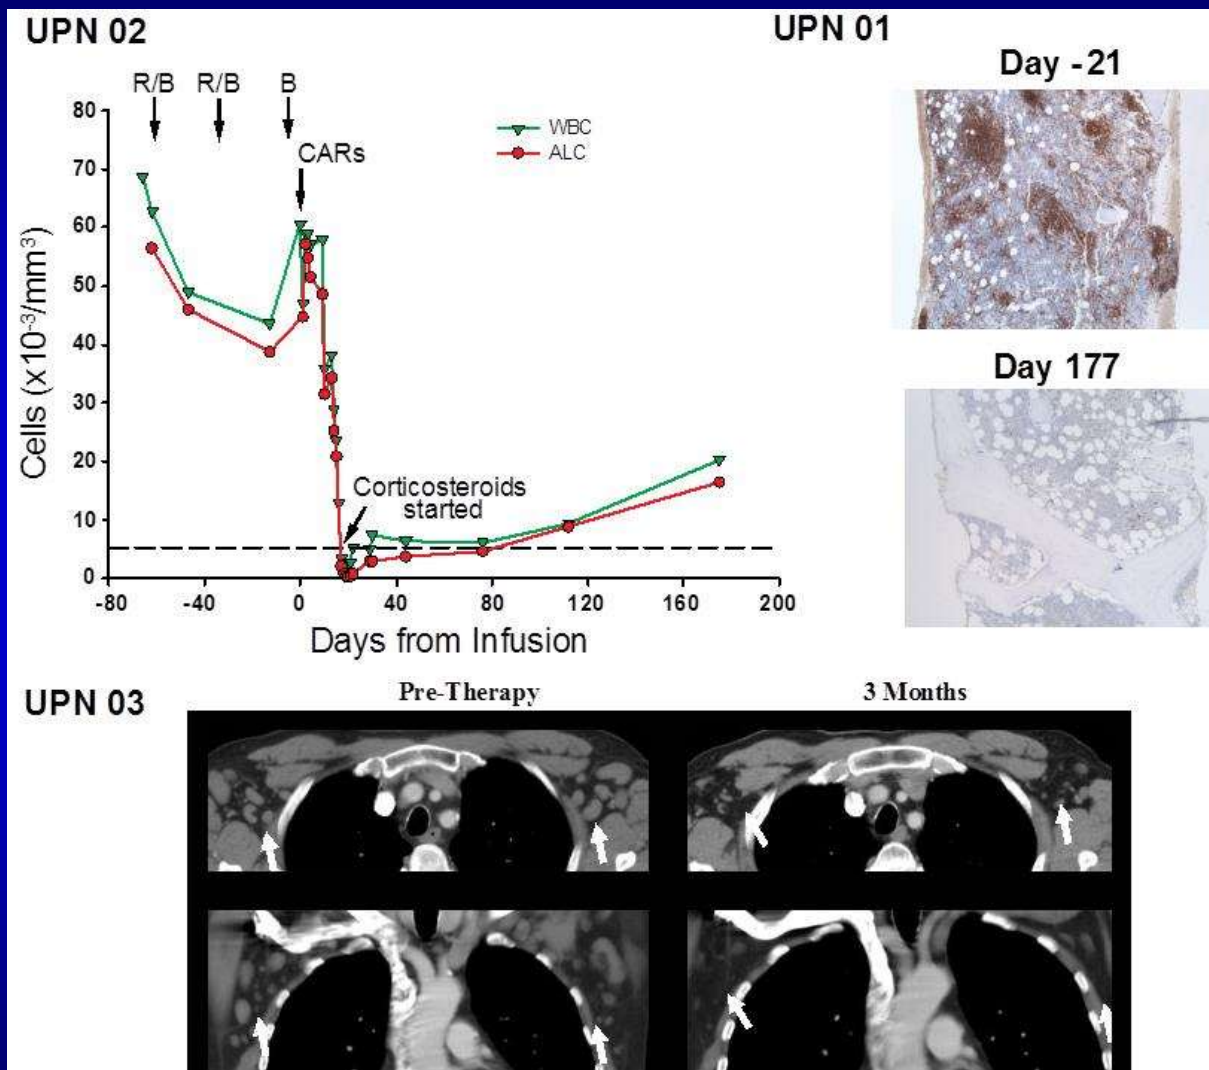 UPN 02
UPN 01
R/B R/B B
CARs
WBC
ALC
Cells (x10-3/mm3)
80
70
60
50
40
30
20
10
0
Corticosteroids
started
-80 -40 0 40 80 120 160 200
Days from Infusion
Day -21
Day 177
UPN 03
Pre-Therapy
3 Months